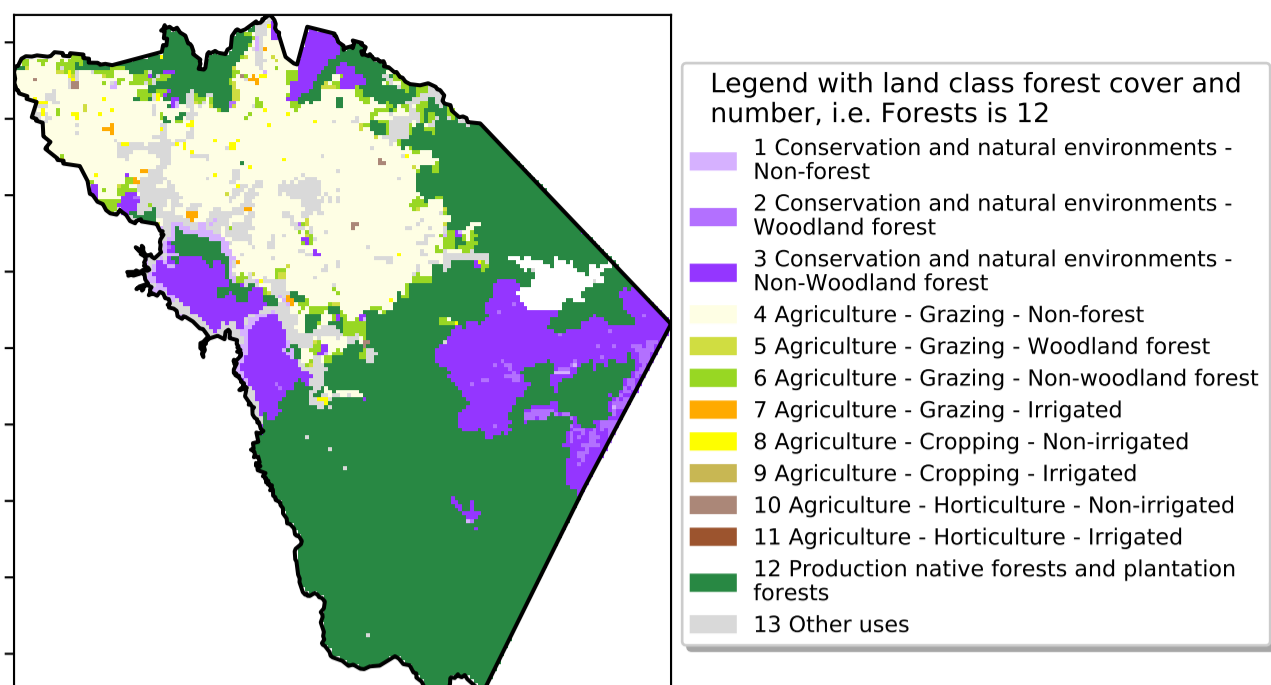 Legend with land class forest cover and
number, i.e. Forests is 12
1 Conservation and natural environments -
Non-forest
2 Conservation and natural environments -
Woodland forest
3 Conservation and natural environments -
Non-Woodland forest
4 Agriculture - Grazing - Non-forest
5 Agriculture - Grazing - Woodland forest
6 Agriculture - Grazing - Non-woodland forest
7 Agriculture - Grazing - Irrigated
8 Agriculture - Cropping - Non-irrigated
9 Agriculture - Cropping - Irrigated
10 Agriculture - Horticulture - Non-irrigated
11 Agriculture - Horticulture - Irrigated
12 Production native forests and plantation
forests
13 Other uses